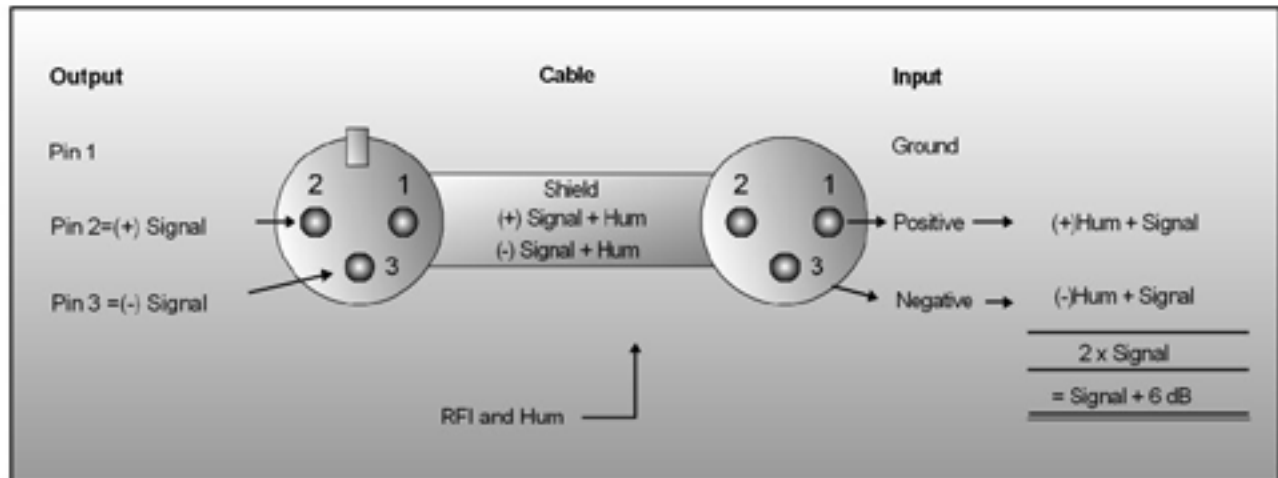 Output
Cable
Input
Pin 1
Ground
2
1
3
Shield
(+) Signal + Hum
(-) Signal + Hum
2
1
3
Pin 2=(+) Signal
Positive
(+)Hum + Signal
Pin 3 =(-) Signal
Negative
(-)Hum + Signal
2 x Signal
= Signal + 6 dB
RFI and Hum